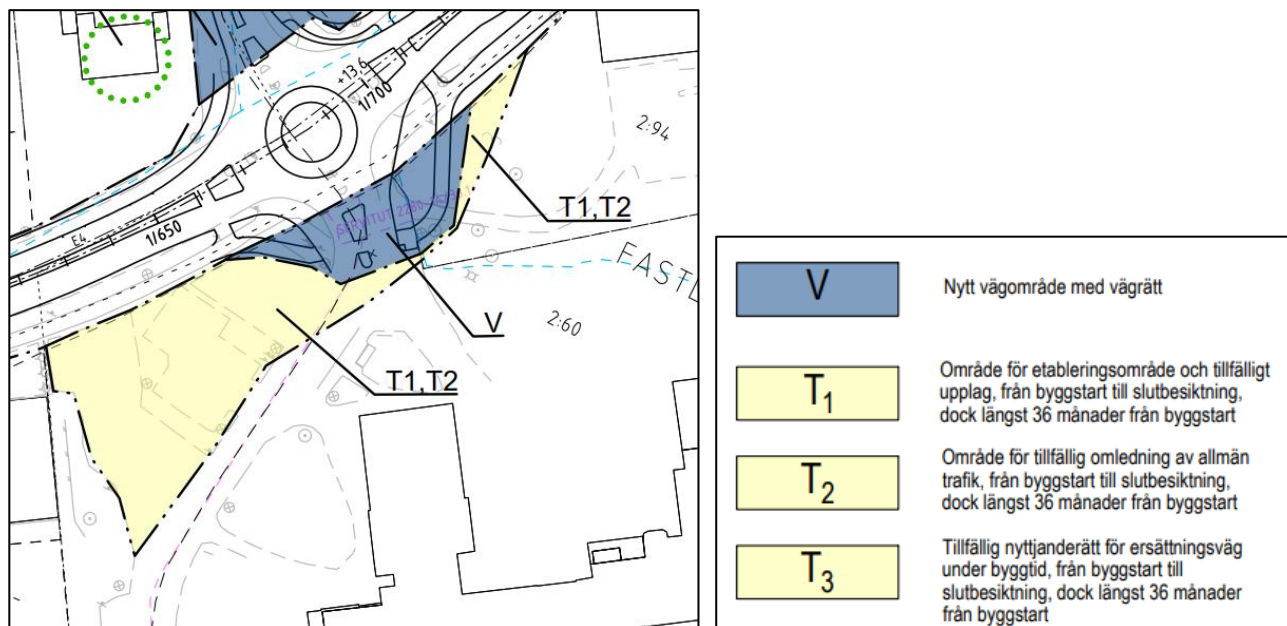 +13,6
1/700
2:94
T1,T2
SERVITUT
E4
1/650
FASTL
V
2:60
T1,T2
V
Nytt vägområde med vägrätt
T1
Område för etableringsområde och tillfälligt
upplag, från byggstart till slutbesiktning,
dock längst 36 månader från byggstart
T2
Område för tillfällig omledning av allmän
trafik, från byggstart till slutbesiktning,
dock längst 36 månader från byggstart
T3
Tillfällig nyttjanderätt för ersättningsväg
under byggtid, från byggstart till
slutbesiktning, dock längst 36 månader
från byggstart